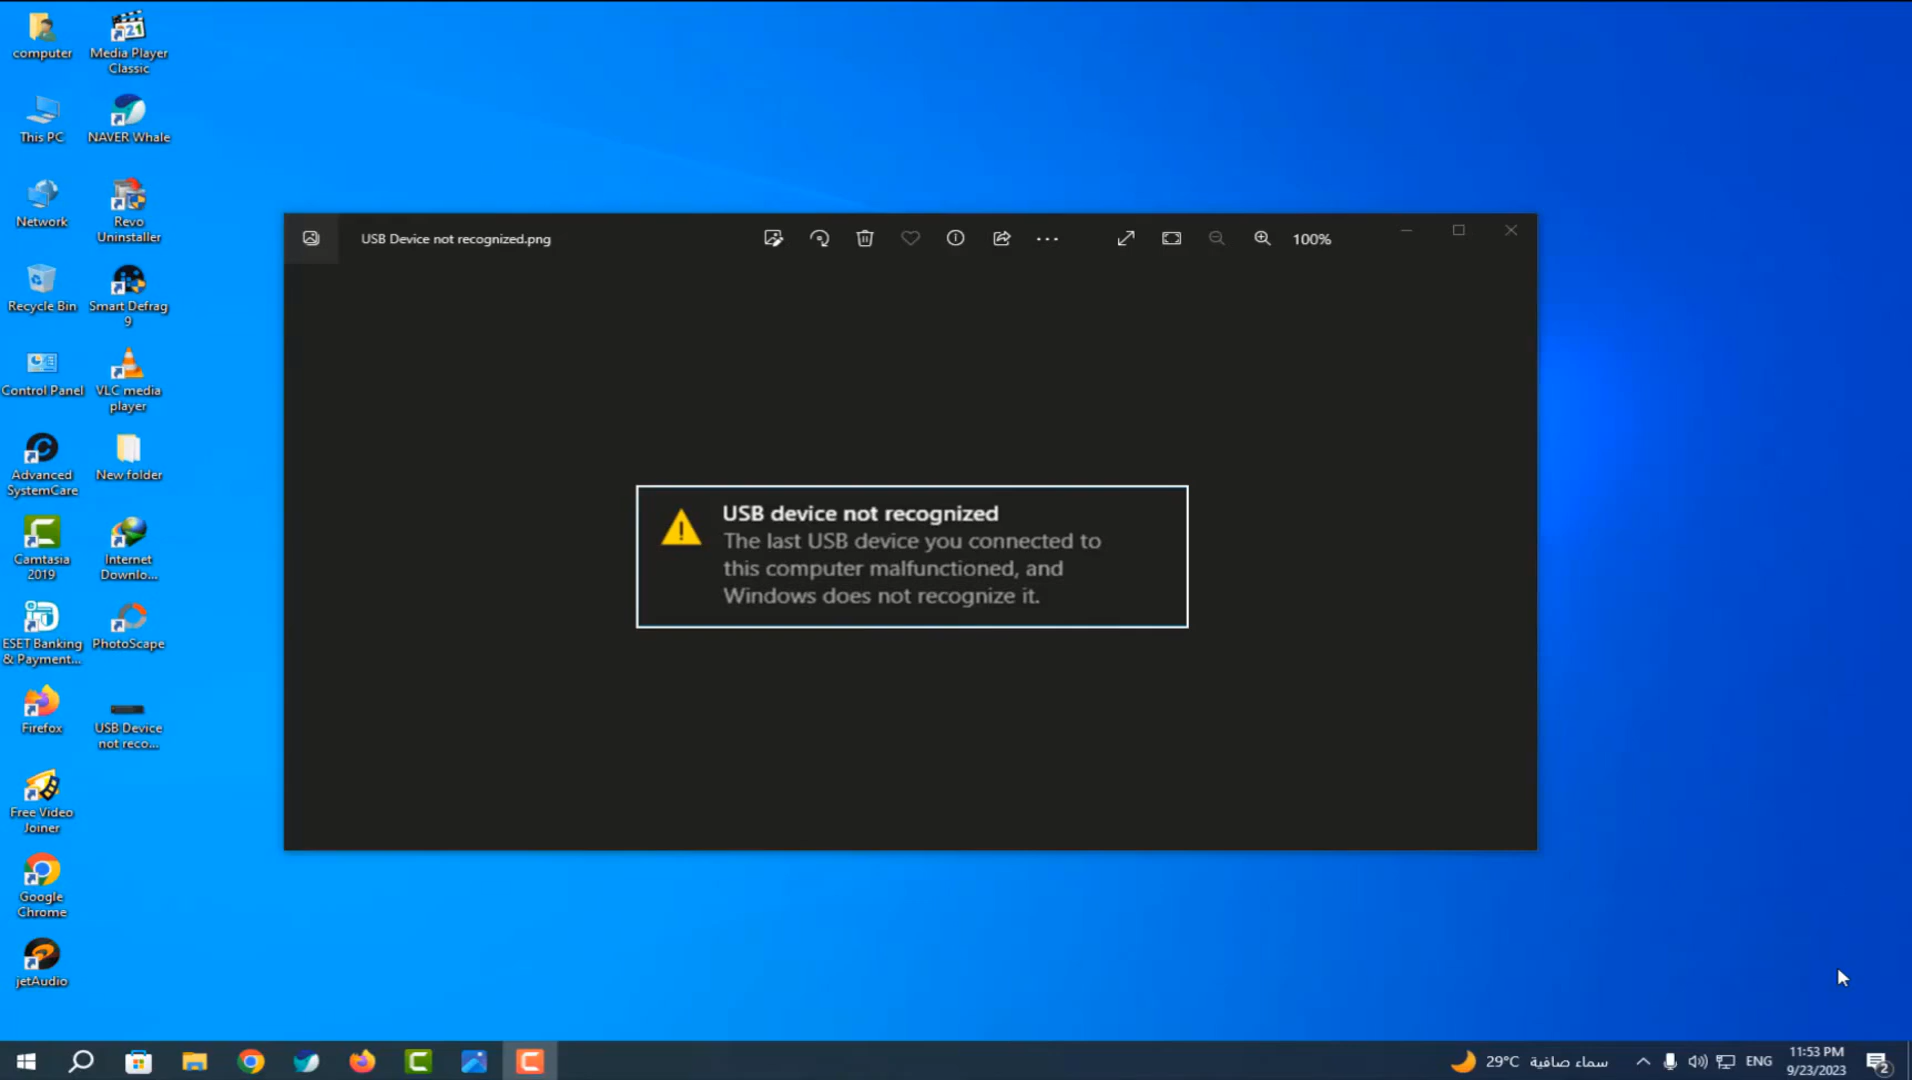 computer
Media Player
Classic
This PC
NAVER Whale
Network
Revo
Uninstaller
Recycle Bin
Smart Defrag
9
Control Panel
VLC media
player
Advanced
SystemCare
New folder
Camtasia
2019
Internet
Downlo...
ESET Banking
& Payment...
PhotoScape
Firefox
USB Device
not reco...
Free Video
Joiner
Google
Chrome
jetAudio
USB Device not recognized.png
100%
USB device not recognized
The last USB device you connected to
this computer malfunctioned, and
Windows does not recognize it.
29°C سماء صافية
ENG
11:53 PM
9/23/2023
2